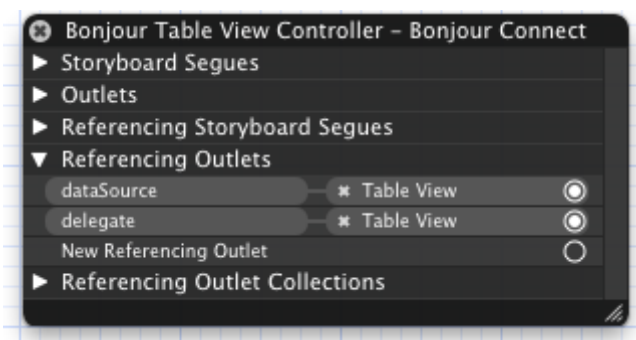 Bonjour Table View Controller – Bonjour Connect
Storyboard Segues
Outlets
Referencing Storyboard Segues
Referencing Outlets
dataSource Table View
delegate Table View
New Referencing Outlet
Referencing Outlet Collections